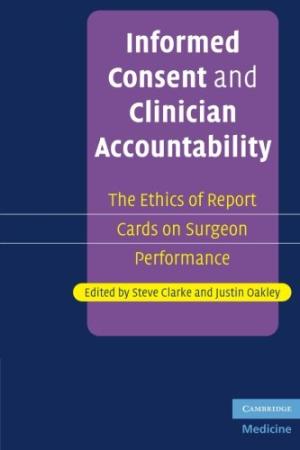 Informed
Consent and
Clinician
Accountability
The Ethics of Report
Cards on Surgeon
Performance
Edited by Steve Clarke and Justin Oakley
CAMBRIDGE
Medicine